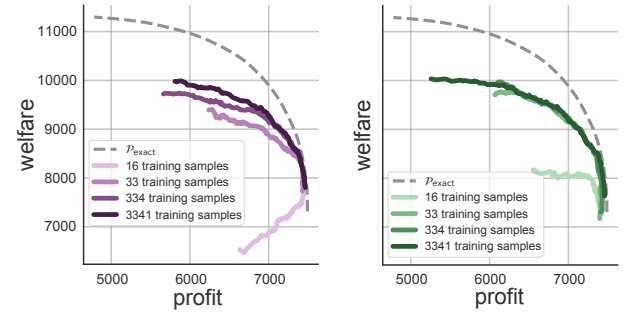 11000
10000
9000
8000
7000
welfare
P exact
16 training samples
33 training samples
334 training samples
3341 training samples
5000 6000 7000
profit
welfare
P exact
16 training samples
33 training samples
334 training samples
3341 training samples
5000 6000 7000
profit